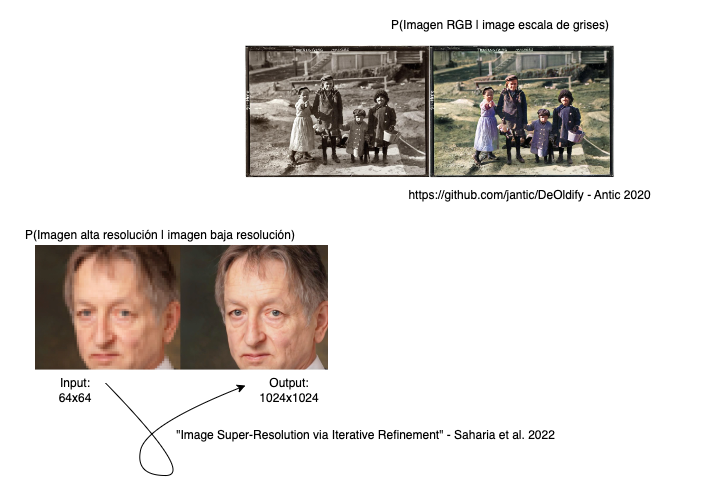 P(Imagen RGB | image escala de grises)
https://github.com/jantic/DeOldify - Antic 2020
P(Imagen alta resolución | imagen baja resolución)
Input:
64x64
Output:
1024x1024
"Image Super-Resolution via Iterative Refinement" - Saharia et al. 2022